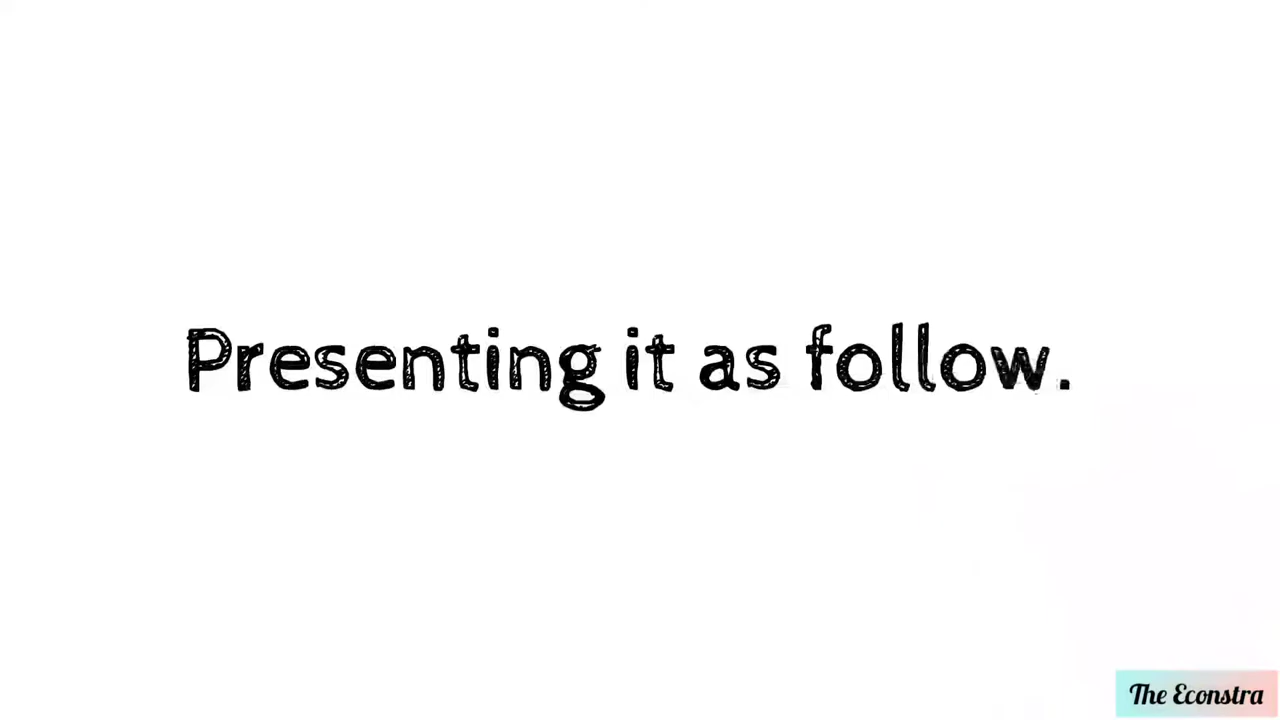 Presenting it as follow.
The Econstra